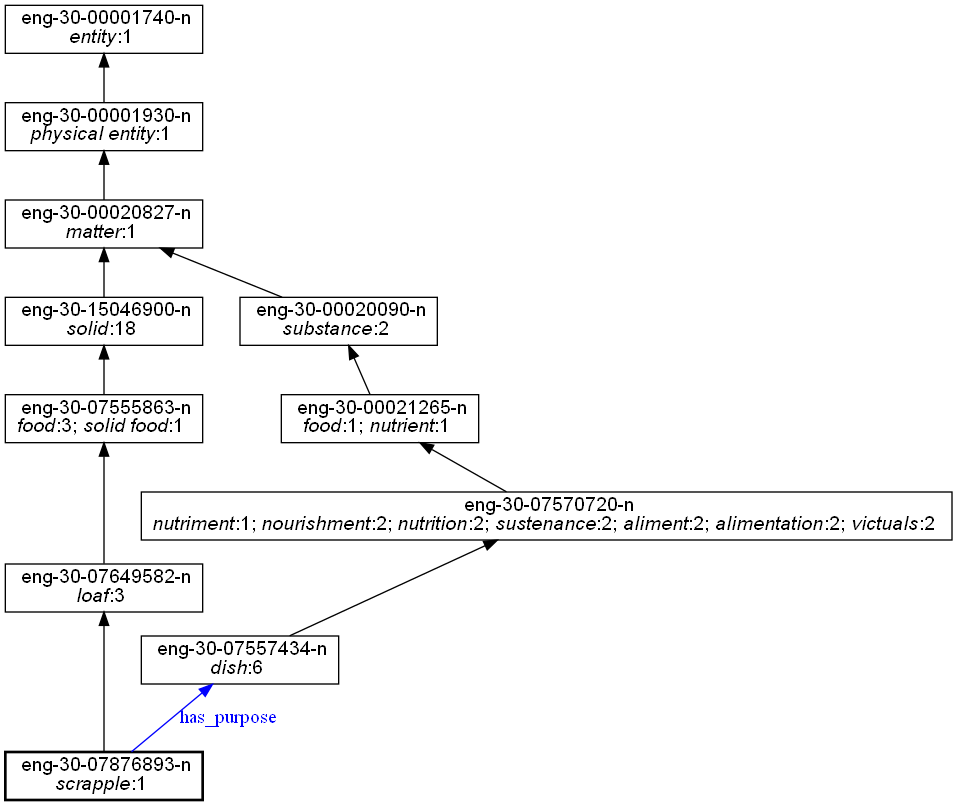 eng-30-00001740-n
entity:1
eng-30-00001930-n
physical entity:1
eng-30-00020827-n
matter:1
eng-30-15046900-n
solid:18
eng-30-00020090-n
substance:2
eng-30-07555863-n
food:3; solid food:1
eng-30-00021265-n
food:1; nutrient:1
eng-30-07570720-n
nutriment:1; nourishment:2; nutrition:2; sustenance:2; aliment:2; alimentation:2; victuals:2
eng-30-07649582-n
loaf:3
eng-30-07557434-n
dish:6
has_purpose
eng-30-07876893-n
scrapple:1